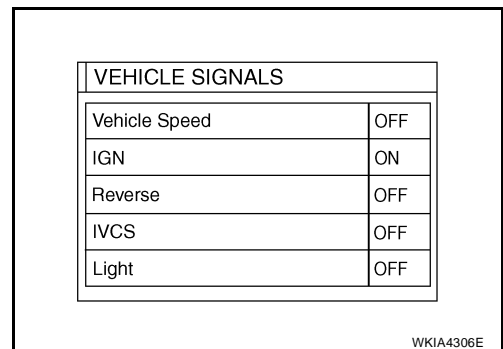 VEHICLE SIGNALS
Vehicle Speed OFF
IGN ON
Reverse OFF
IVCS OFF
Light OFF
WKIA4306E